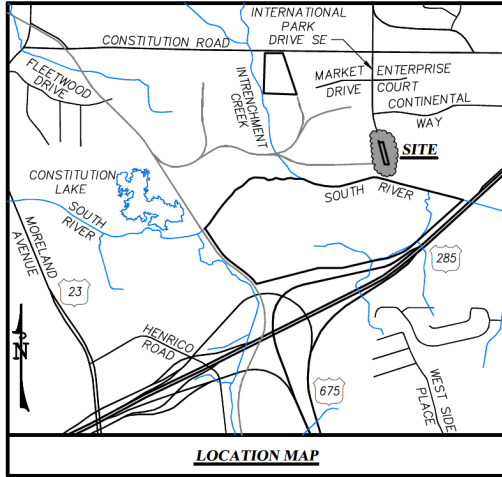 INTERNATIONAL
PARK
DRIVE SE
CONSTITUTION ROAD
FLEETWOOD
DRIVE
INTRENCHMENT
CREEK
MARKET
DRIVE
ENTERPRISE
COURT
CONTINENTAL
WAY
SITE
CONSTITUTION
LAKE
SOUTH
RIVER
SOUTH
RIVER
MORELAND
AVENUE
285
23
HENRICO
ROAD
N
675
WEST SIDE
PLACE
LOCATION MAP